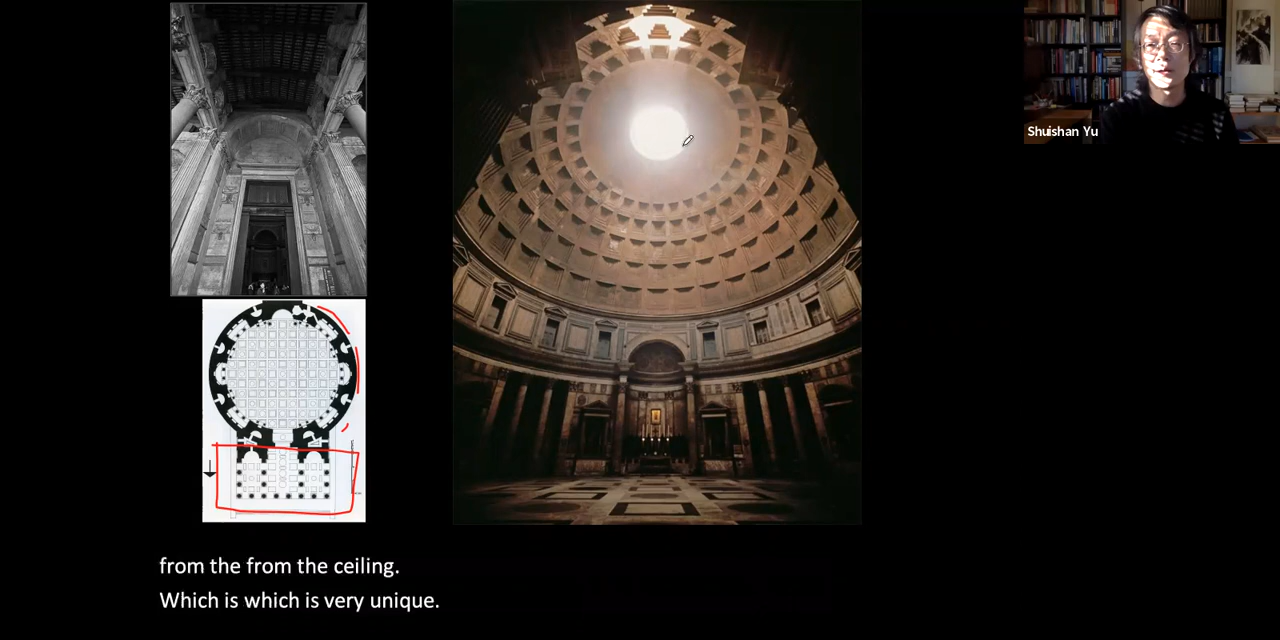 Shuishan Yu
from the from the ceiling.
Which is which is very unique.